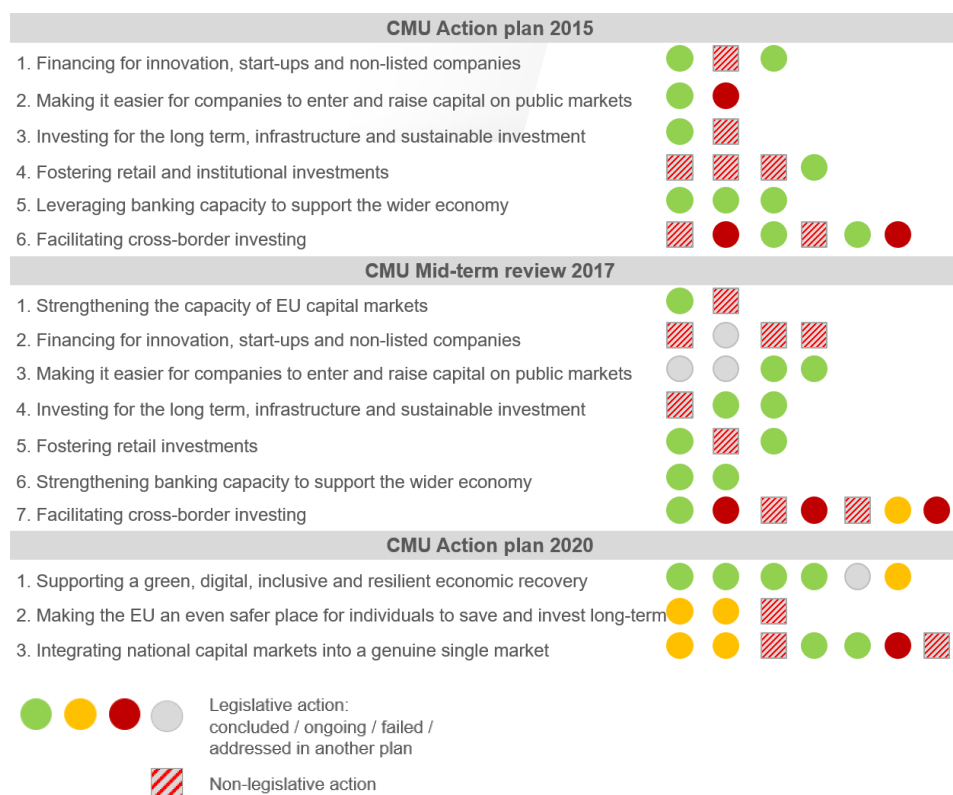 CMU Action plan 2015
1. Financing for innovation, start-ups and non-listed companies
2. Making it easier for companies to enter and raise capital on public markets
3. Investing for the long term, infrastructure and sustainable investment
4. Fostering retail and institutional investments
5. Leveraging banking capacity to support the wider economy
6. Facilitating cross-border investing
CMU Mid-term review 2017
1. Strengthening the capacity of EU capital markets
2. Financing for innovation, start-ups and non-listed companies
3. Making it easier for companies to enter and raise capital on public markets
4. Investing for the long term, infrastructure and sustainable investment
5. Fostering retail investments
6. Strengthening banking capacity to support the wider economy
7. Facilitating cross-border investing
CMU Action plan 2020
1. Supporting a green, digital, inclusive and resilient economic recovery
2. Making the EU an even safer place for individuals to save and invest long-term
3. Integrating national capital markets into a genuine single market
Legislative action:
concluded / ongoing / failed /
addressed in another plan
Non-legislative action